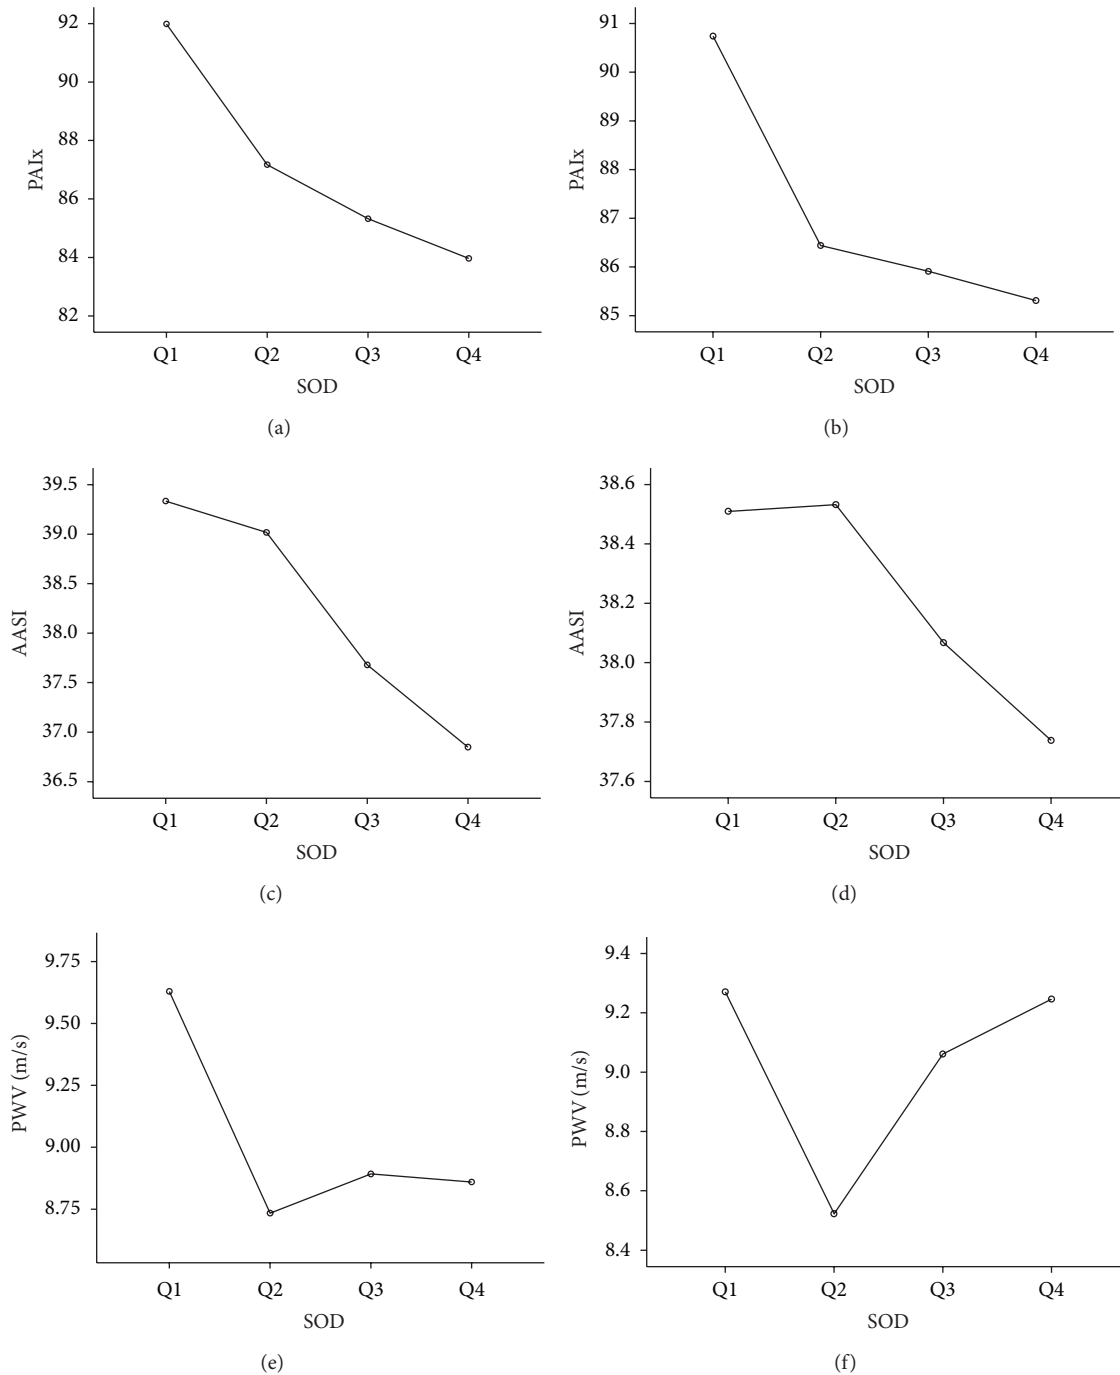 92
90
88
86
84
82
PAIx
Q1 Q2 Q3 Q4
SOD
(a)
91
90
89
88
87
86
85
PAIx
Q1 Q2 Q3 Q4
SOD
(b)
39.5
39.0
38.5
38.0
37.5
37.0
36.5
AASI
Q1 Q2 Q3 Q4
SOD
(c)
38.6
38.4
38.2
38.0
37.8
37.6
AASI
Q1 Q2 Q3 Q4
SOD
(d)
9.75
9.50
9.25
9.00
8.75
PWV (m/s)
Q1 Q2 Q3 Q4
SOD
(e)
9.4
9.2
9.0
8.8
8.6
8.4
PWV (m/s)
Q1 Q2 Q3 Q4
SOD
(f)